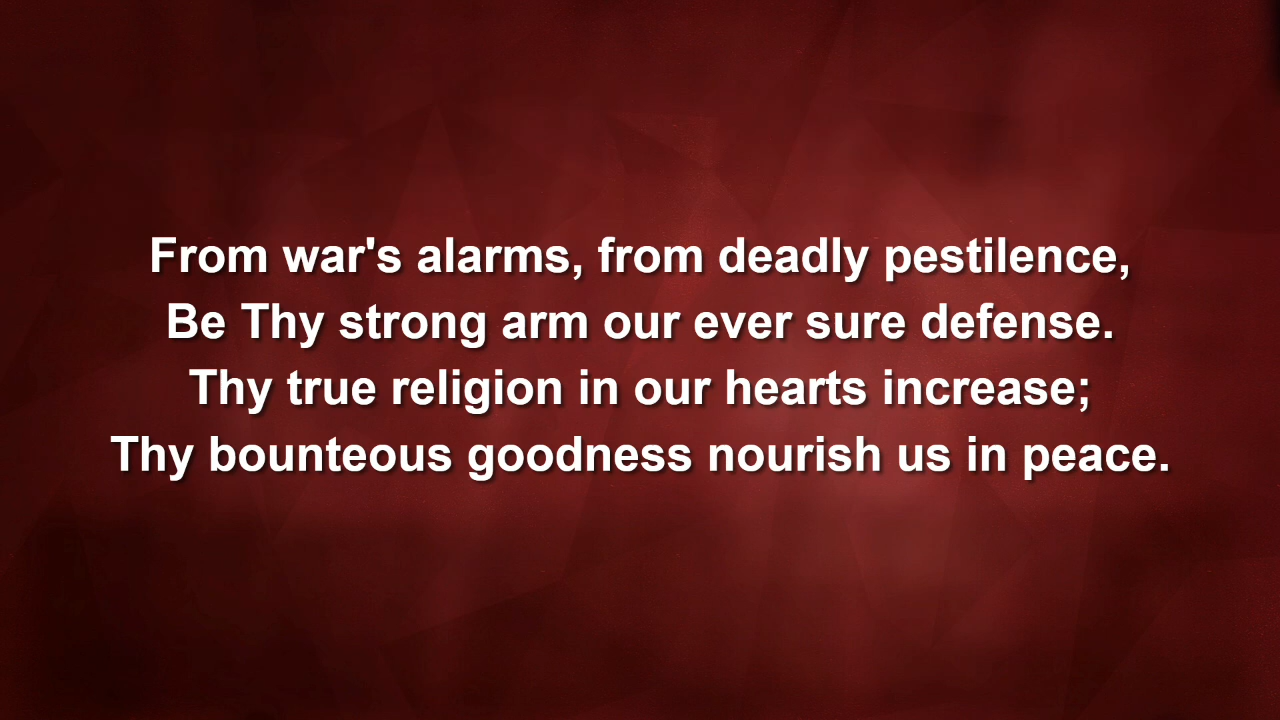 From war's alarms, from deadly pestilence,
Be Thy strong arm our ever sure defense.
Thy true religion in our hearts increase;
Thy bounteous goodness nourish us in peace.